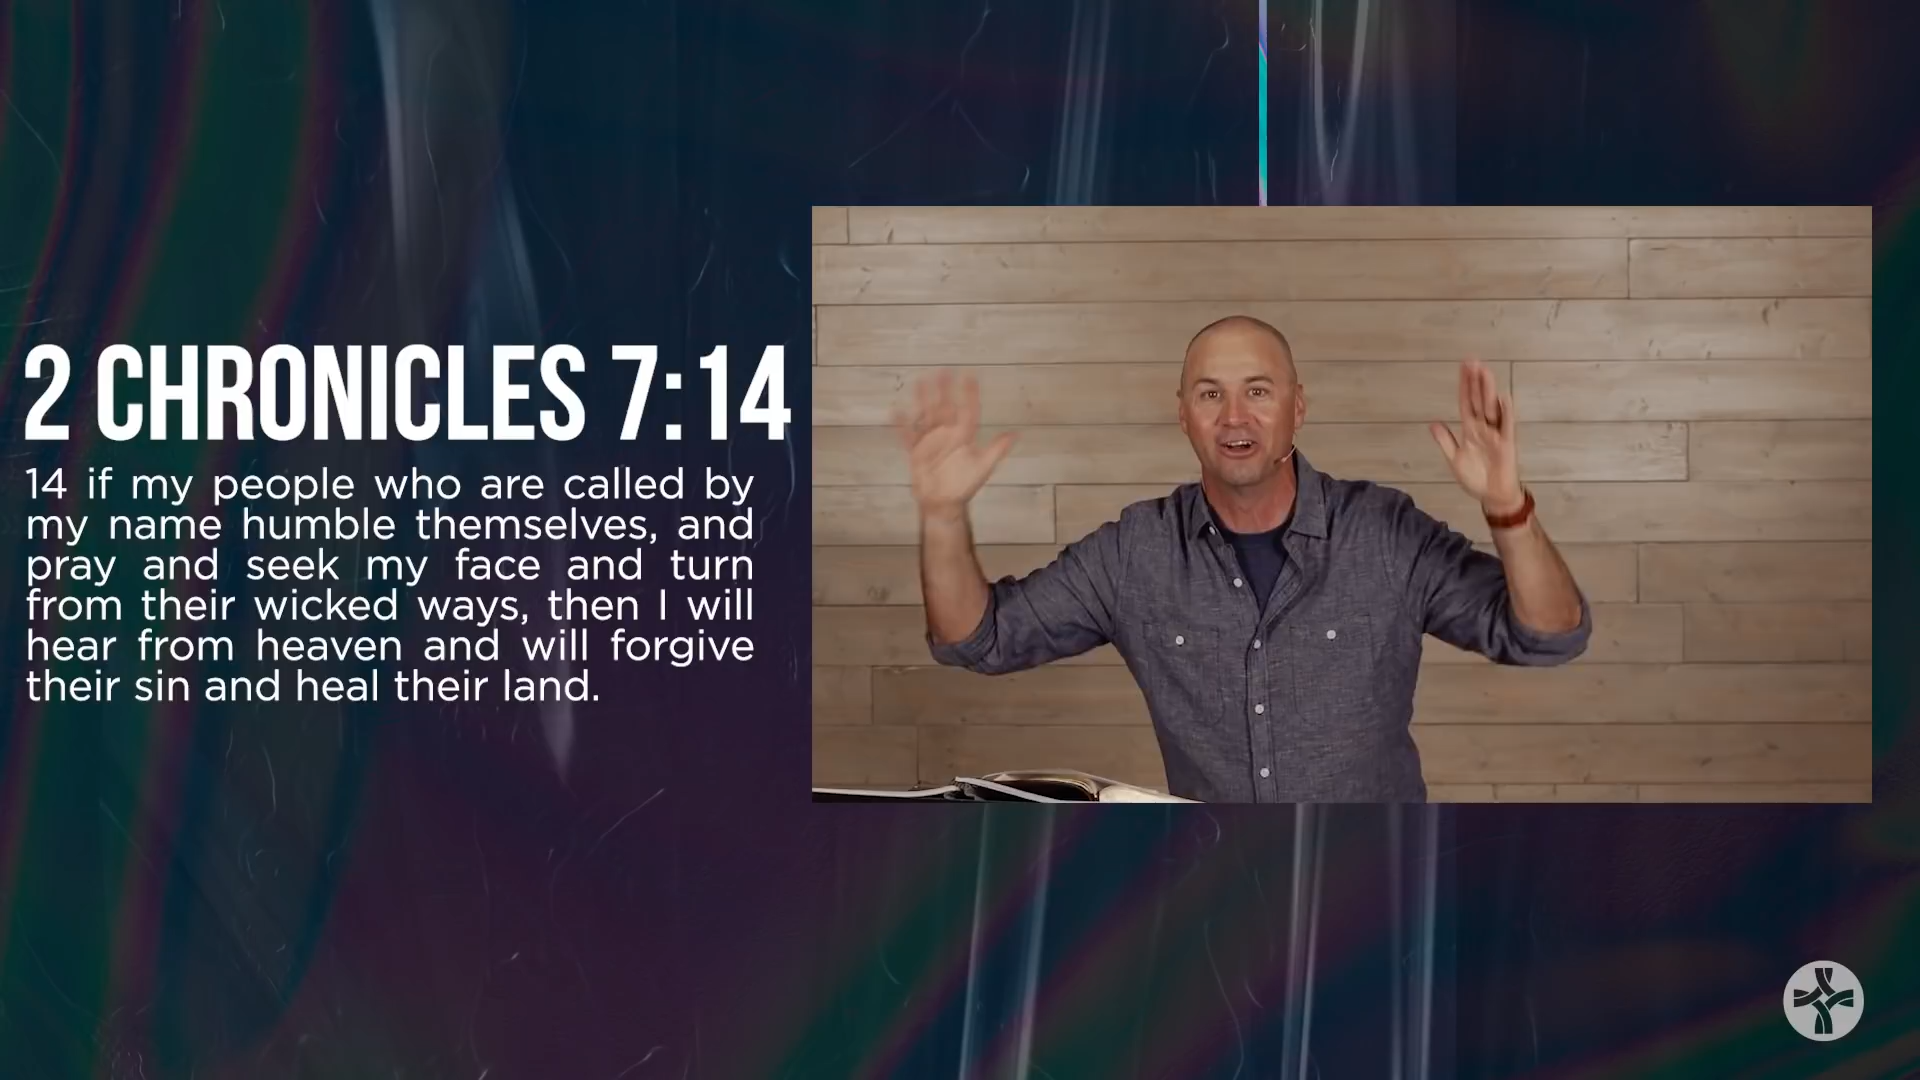 2 CHRONICLES 7:14
14 if my people who are called by
my name humble themselves, and
pray and seek my face and turn
from their wicked ways, then I will
hear from heaven and will forgive
their sin and heal their land.